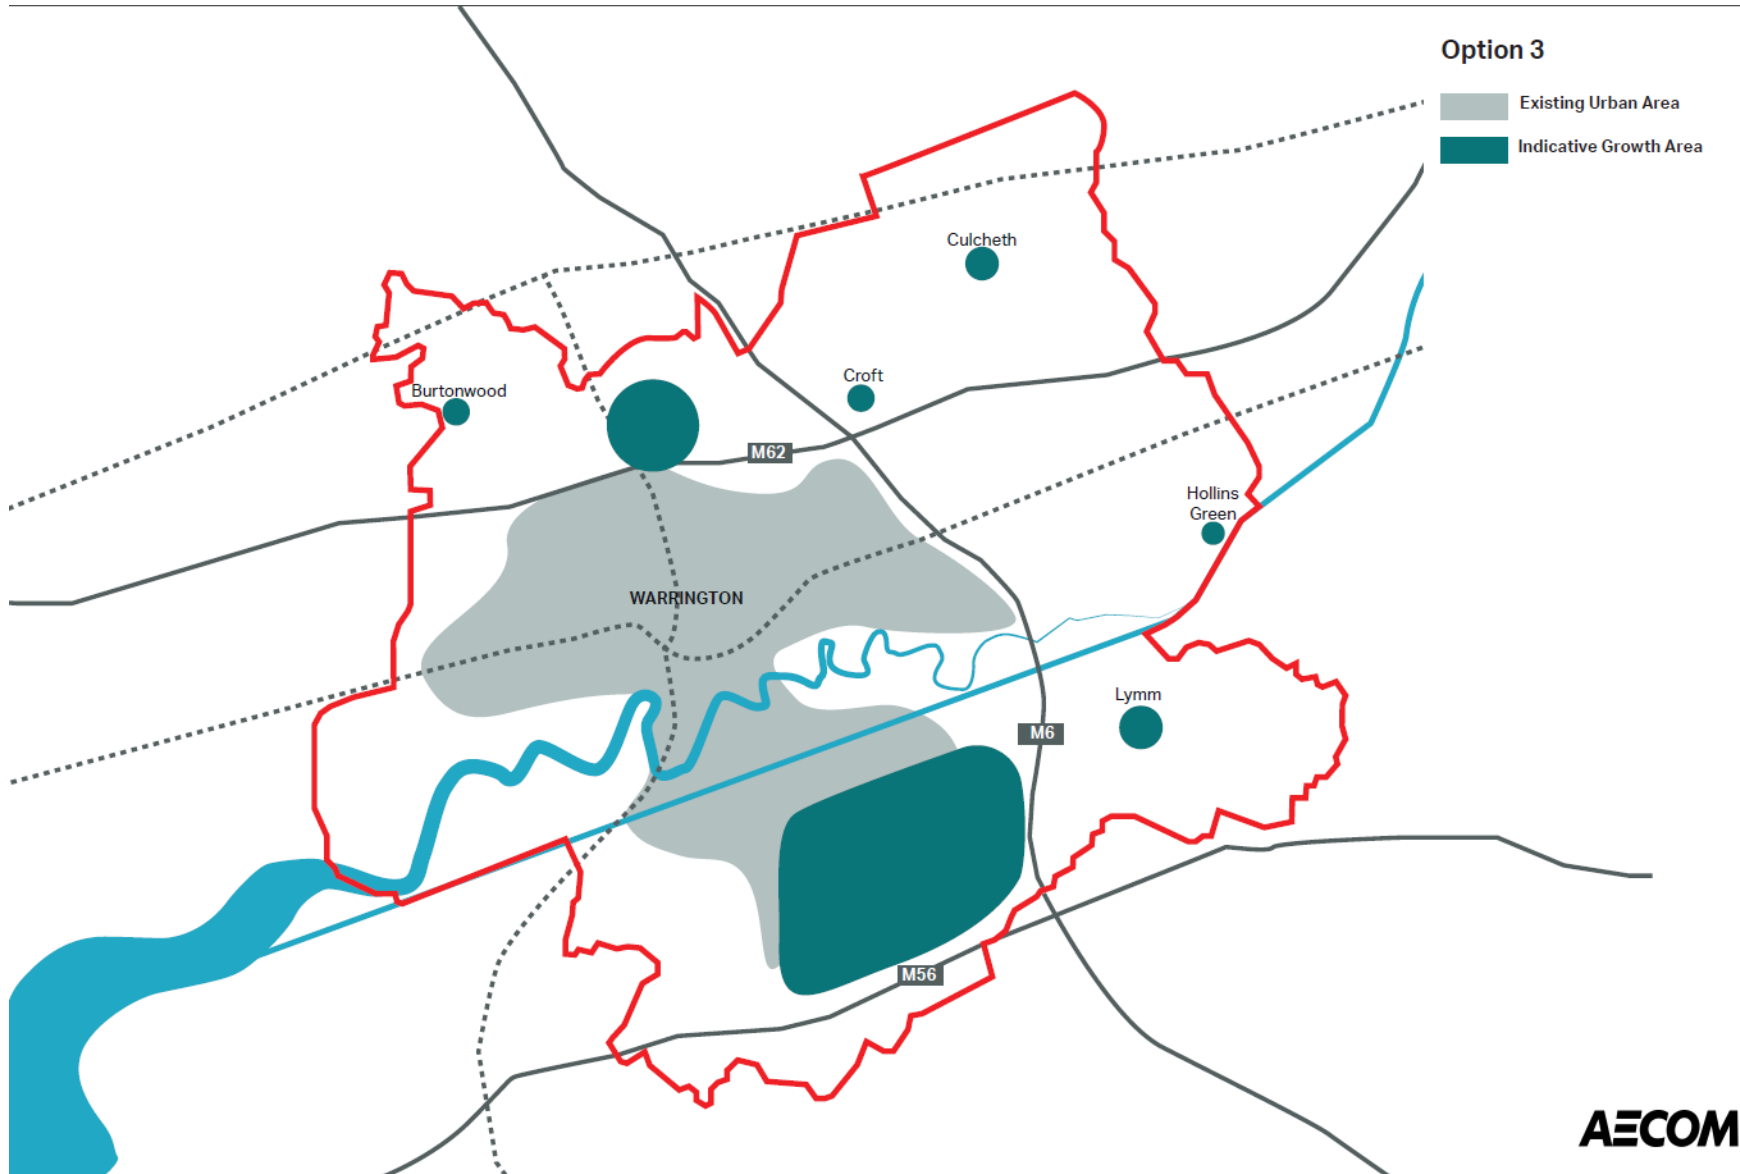 Option 3
Existing Urban Area
Indicative Growth Area
Culcheth
Croft
Burtonwood
M62
Hollins
Green
WARRINGTON
Lymm
M6
M56
AECOM